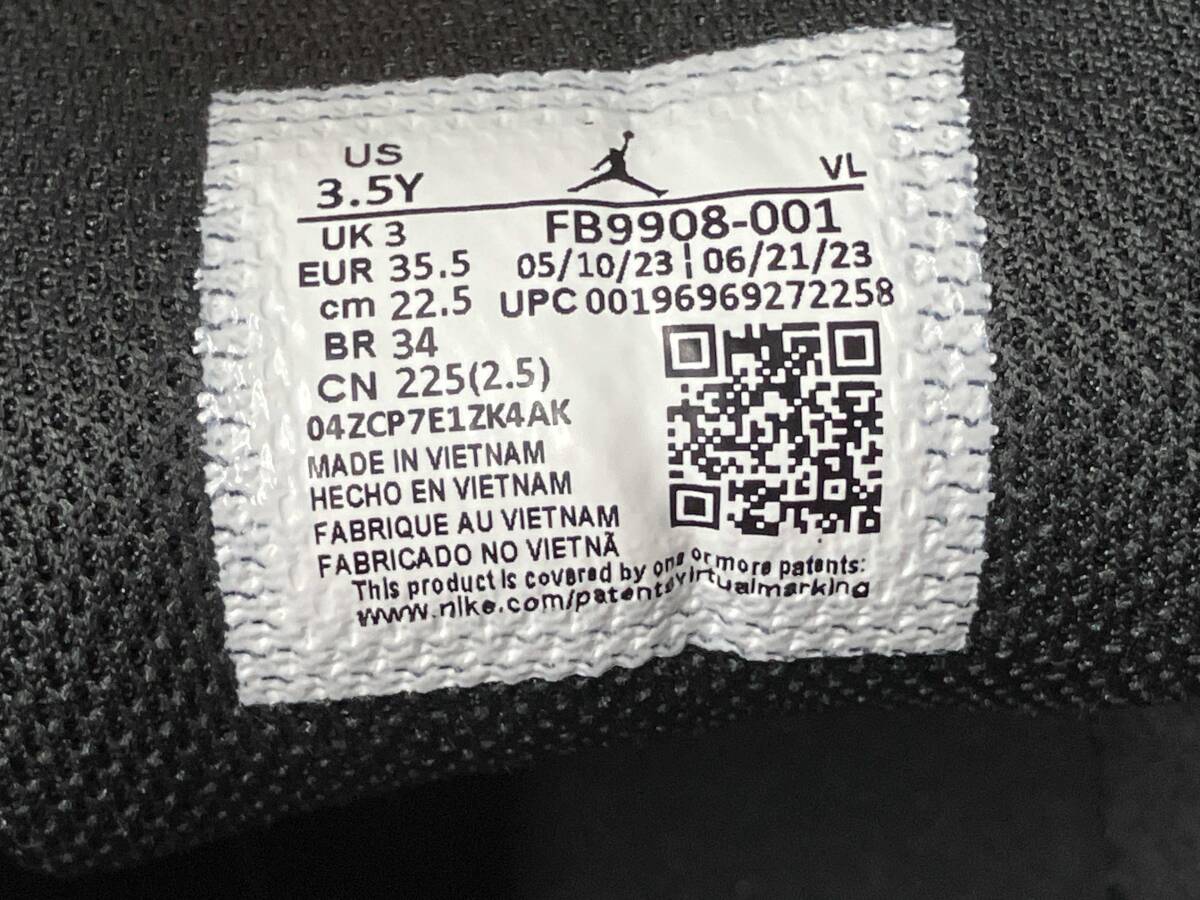 US
3.5Y
VL
UK 3
FB9908-001
EUR 35.5
05/10/23 ¦ 06/21/23
cm 22.5
UPC 00196969272258
BR 34
CN 225(2.5)
04ZCP7E1ZK4AK
MADE IN VIETNAM
HECHO EN VIETNAM
FABRIQUE AU VIETNAM
FABRICADO NO VIETNÃ
This product is covered by one or more patents:
www.nike.com/patentsvirtualmarking